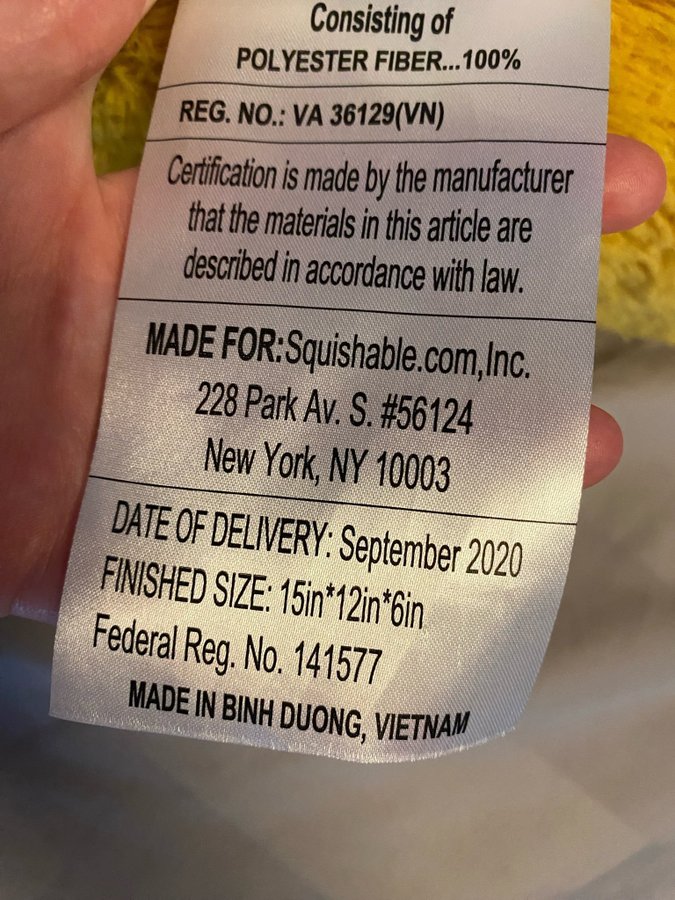 Consisting of
POLYESTER FIBER...100%
REG. NO.: VA 36129(VN)
Certification is made by the manufacturer
that the materials in this article are
described in accordance with law.
MADE FOR:Squishable.com,Inc.
228 Park Av. S. #56124
New York, NY 10003
DATE OF DELIVERY: September 2020
FINISHED SIZE: 15in*12in*6in
Federal Reg. No. 141577
MADE IN BINH DUONG, VIETNAM